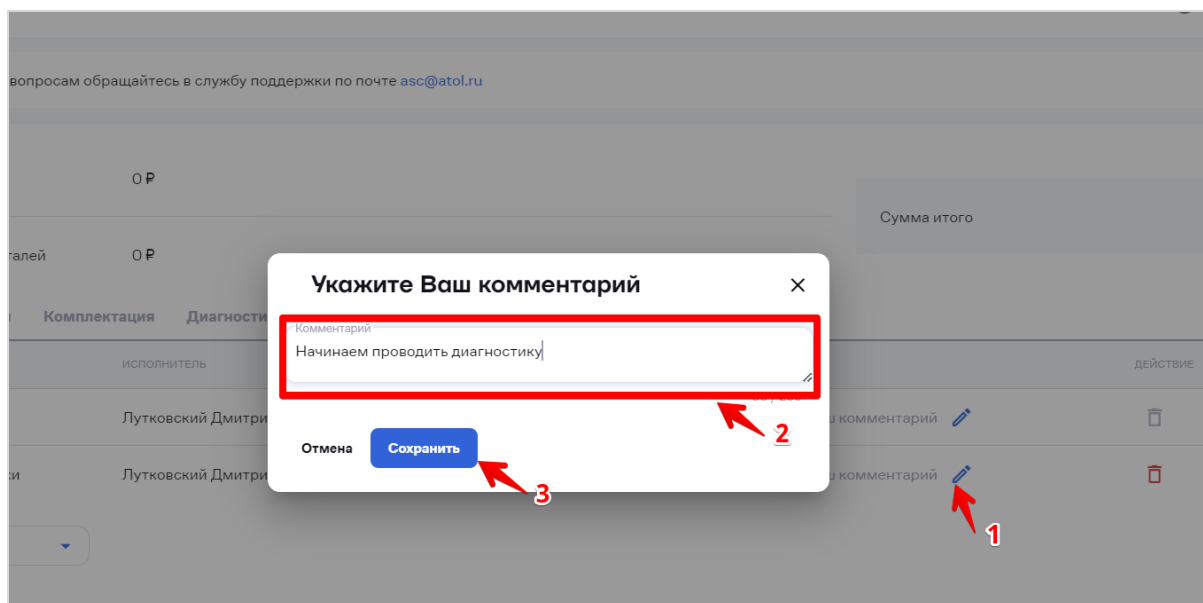 вопросам обращайтесь в службу поддержки по почте asc@atol.ru
0 ₽
Сумма итого
талей 0 ₽
Укажите Ваш комментарий
Комплектация Диагности
Комментарий
Начинаем проводить диагностику
ИСПОЛНИТЕЛЬ ДЕЙСТВИЕ
Лутковский Дмитри комментарий
2
Отмена Сохранить
ки Лутковский Дмитри комментарий
3
1